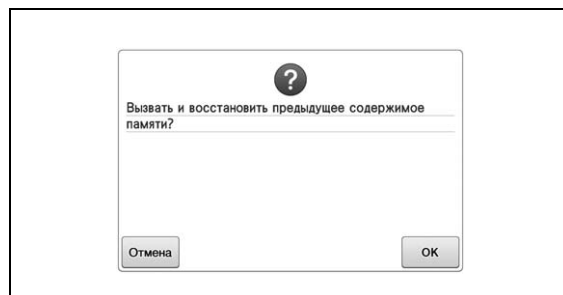 ?
Вызвать и восстановить предыдущее содержимое
памяти?
Отмена
OK